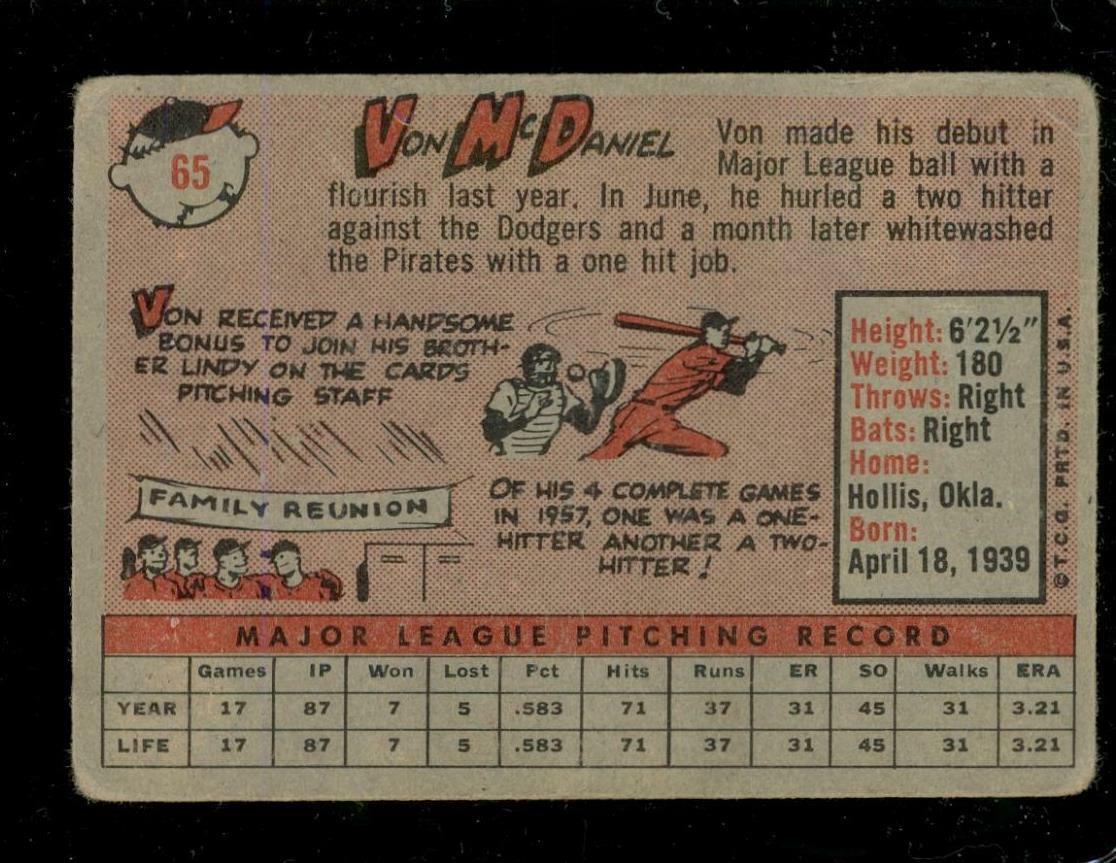 65
VON MCDANIEL
Von made his debut in
Major League ball with a
flourish last year. In June, he hurled a two hitter
against the Dodgers and a month later whitewashed
the Pirates with a one hit job.
VON RECEIVED A HANDSOME
BONUS TO JOIN HIS BROTH-
ER LINDY ON THE CARDS
PITCHING STAFF
FAMILY REUNION
OF HIS 4 COMPLETE GAMES
IN 1957, ONE WAS A ONE-
HITTER ANOTHER A TWO-
HITTER!
Height: 6'2½"
Weight: 180
Throws: Right
Bats: Right
Home:
Hollis, Okla.
Born:
April 18, 1939
©T.C.G. PRTD. IN U.S.A.
MAJOR LEAGUE PITCHING RECORD
Games IP Won Lost Pct Hits Runs ER SO Walks ERA
YEAR 17 87 7 5 .583 71 37 31 45 31 3.21
LIFE 17 87 7 5 .583 71 37 31 45 31 3.21